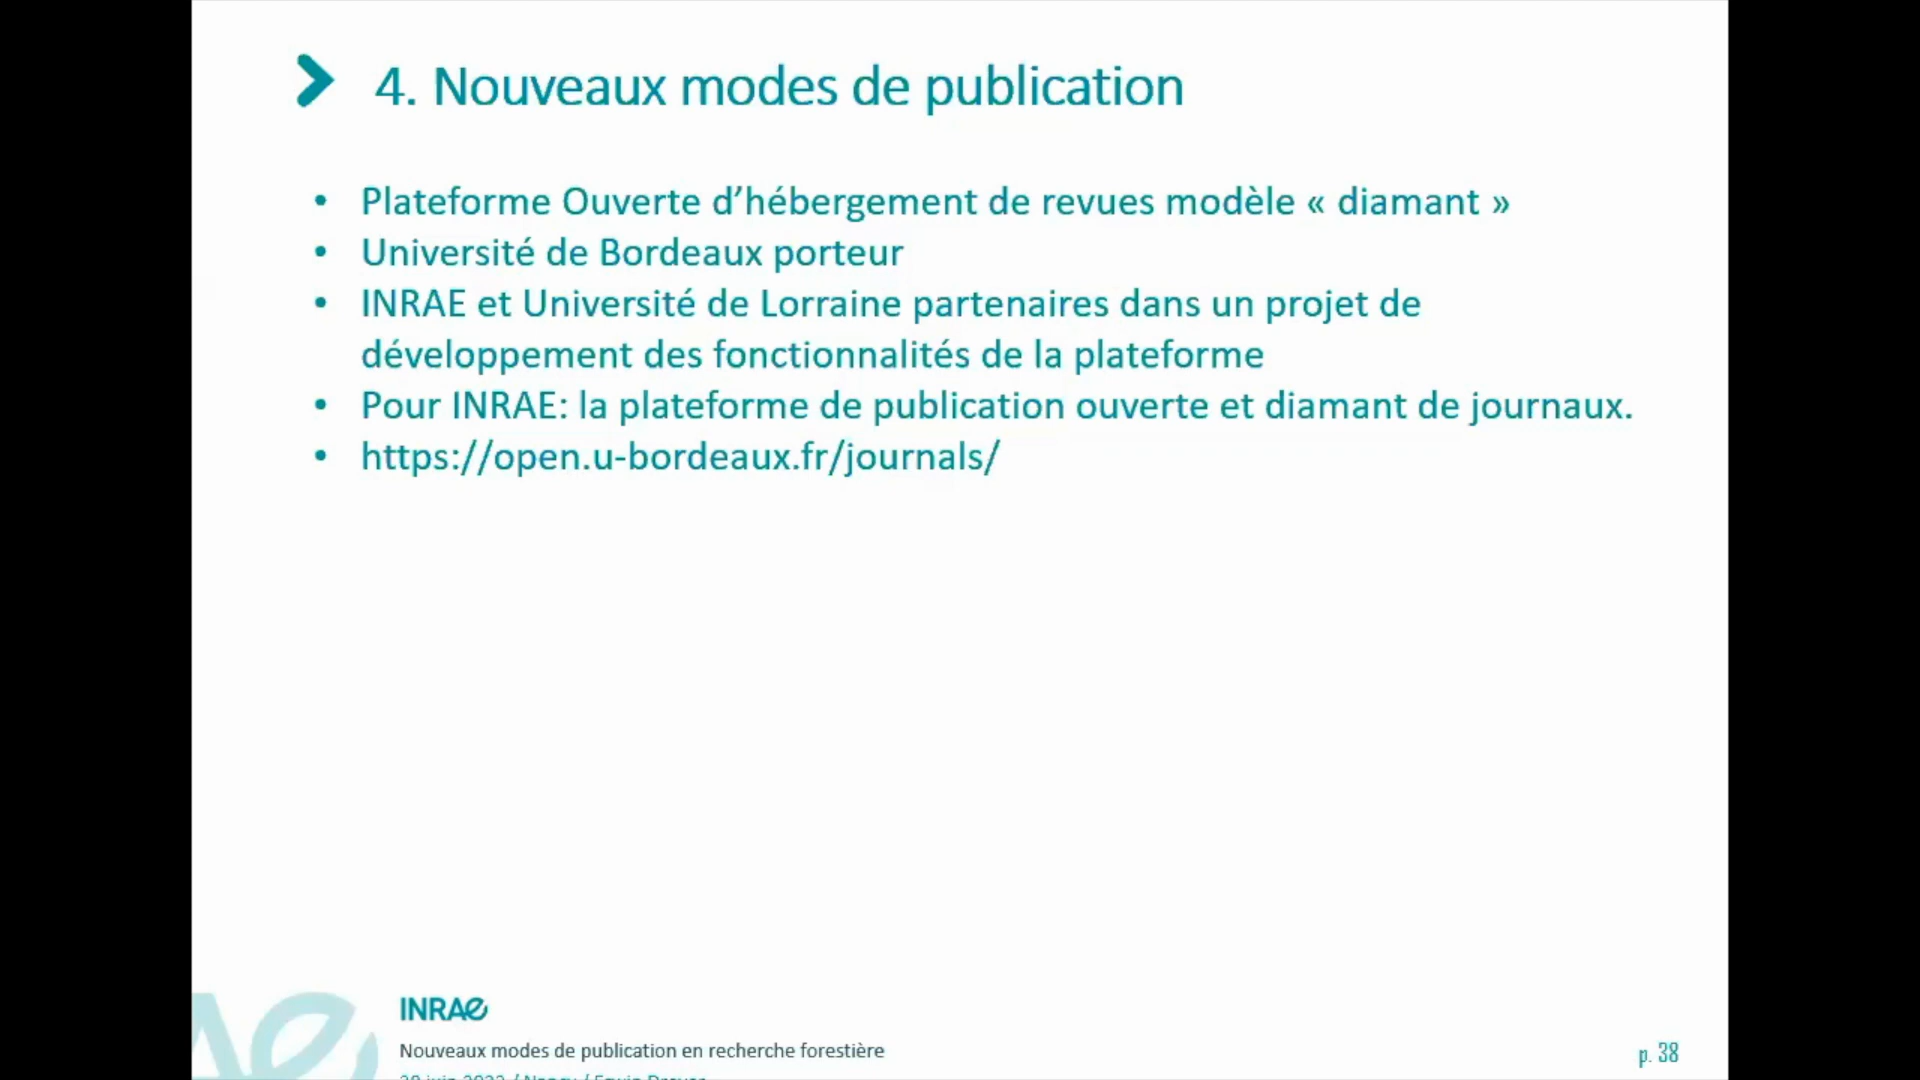 4. Nouveaux modes de publication
• Plateforme Ouverte d’hébergement de revues modèle « diamant »
• Université de Bordeaux porteur
• INRAE et Université de Lorraine partenaires dans un projet de
développement des fonctionnalités de la plateforme
• Pour INRAE: la plateforme de publication ouverte et diamant de journaux.
• https://open.u-bordeaux.fr/journals/
INRAE
Nouveaux modes de publication en recherche forestière
p. 38